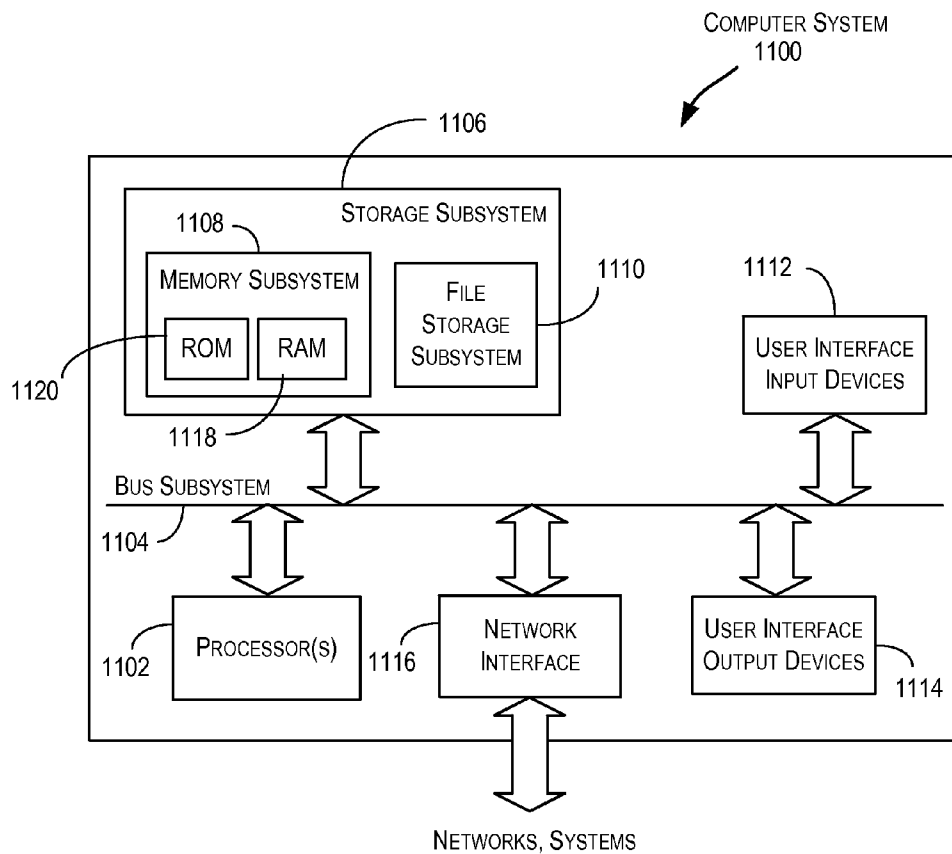 COMPUTER SYSTEM
1100
1106
STORAGE SUBSYSTEM
1108
MEMORY SUBSYSTEM
ROM
RAM
1120
1118
FILE
STORAGE
SUBSYSTEM
1110
1112
USER INTERFACE
INPUT DEVICES
BUS SUBSYSTEM
1104
PROCESSOR(S)
1102
NETWORK
INTERFACE
1116
USER INTERFACE
OUTPUT DEVICES
1114
NETWORKS, SYSTEMS